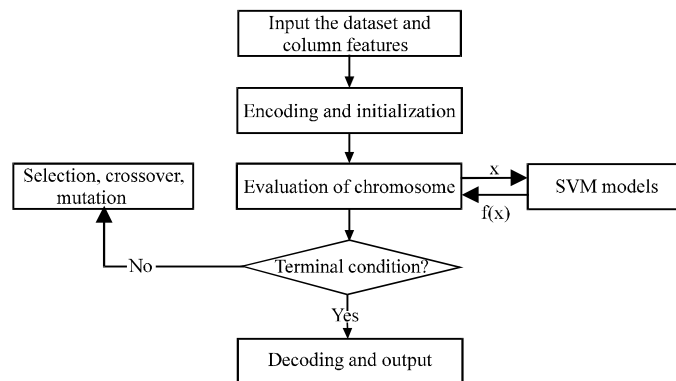 Input the dataset and
column features
Encoding and initialization
Selection, crossover,
mutation
Evaluation of chromosome
x
f(x)
SVM models
Terminal condition?
No
Yes
Decoding and output